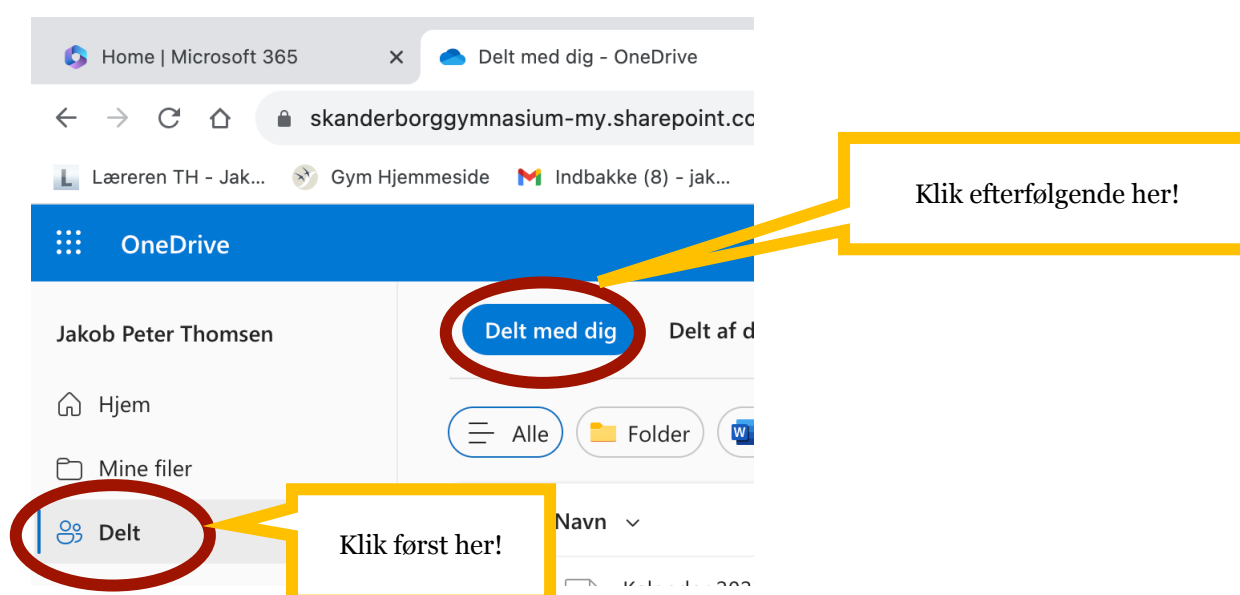 Home | Microsoft 365
Delt med dig - OneDrive
skanderborggymnasium-my.sharepoint.co
L Læreren TH - Jak... Gym Hjemmeside Indbakke (8) - jak...
Klik efterfølgende her!
OneDrive
Jakob Peter Thomsen
Delt med dig Delt af d
Hjem
Alle Folder W
Mine filer
Navn
Delt
Klik først her!